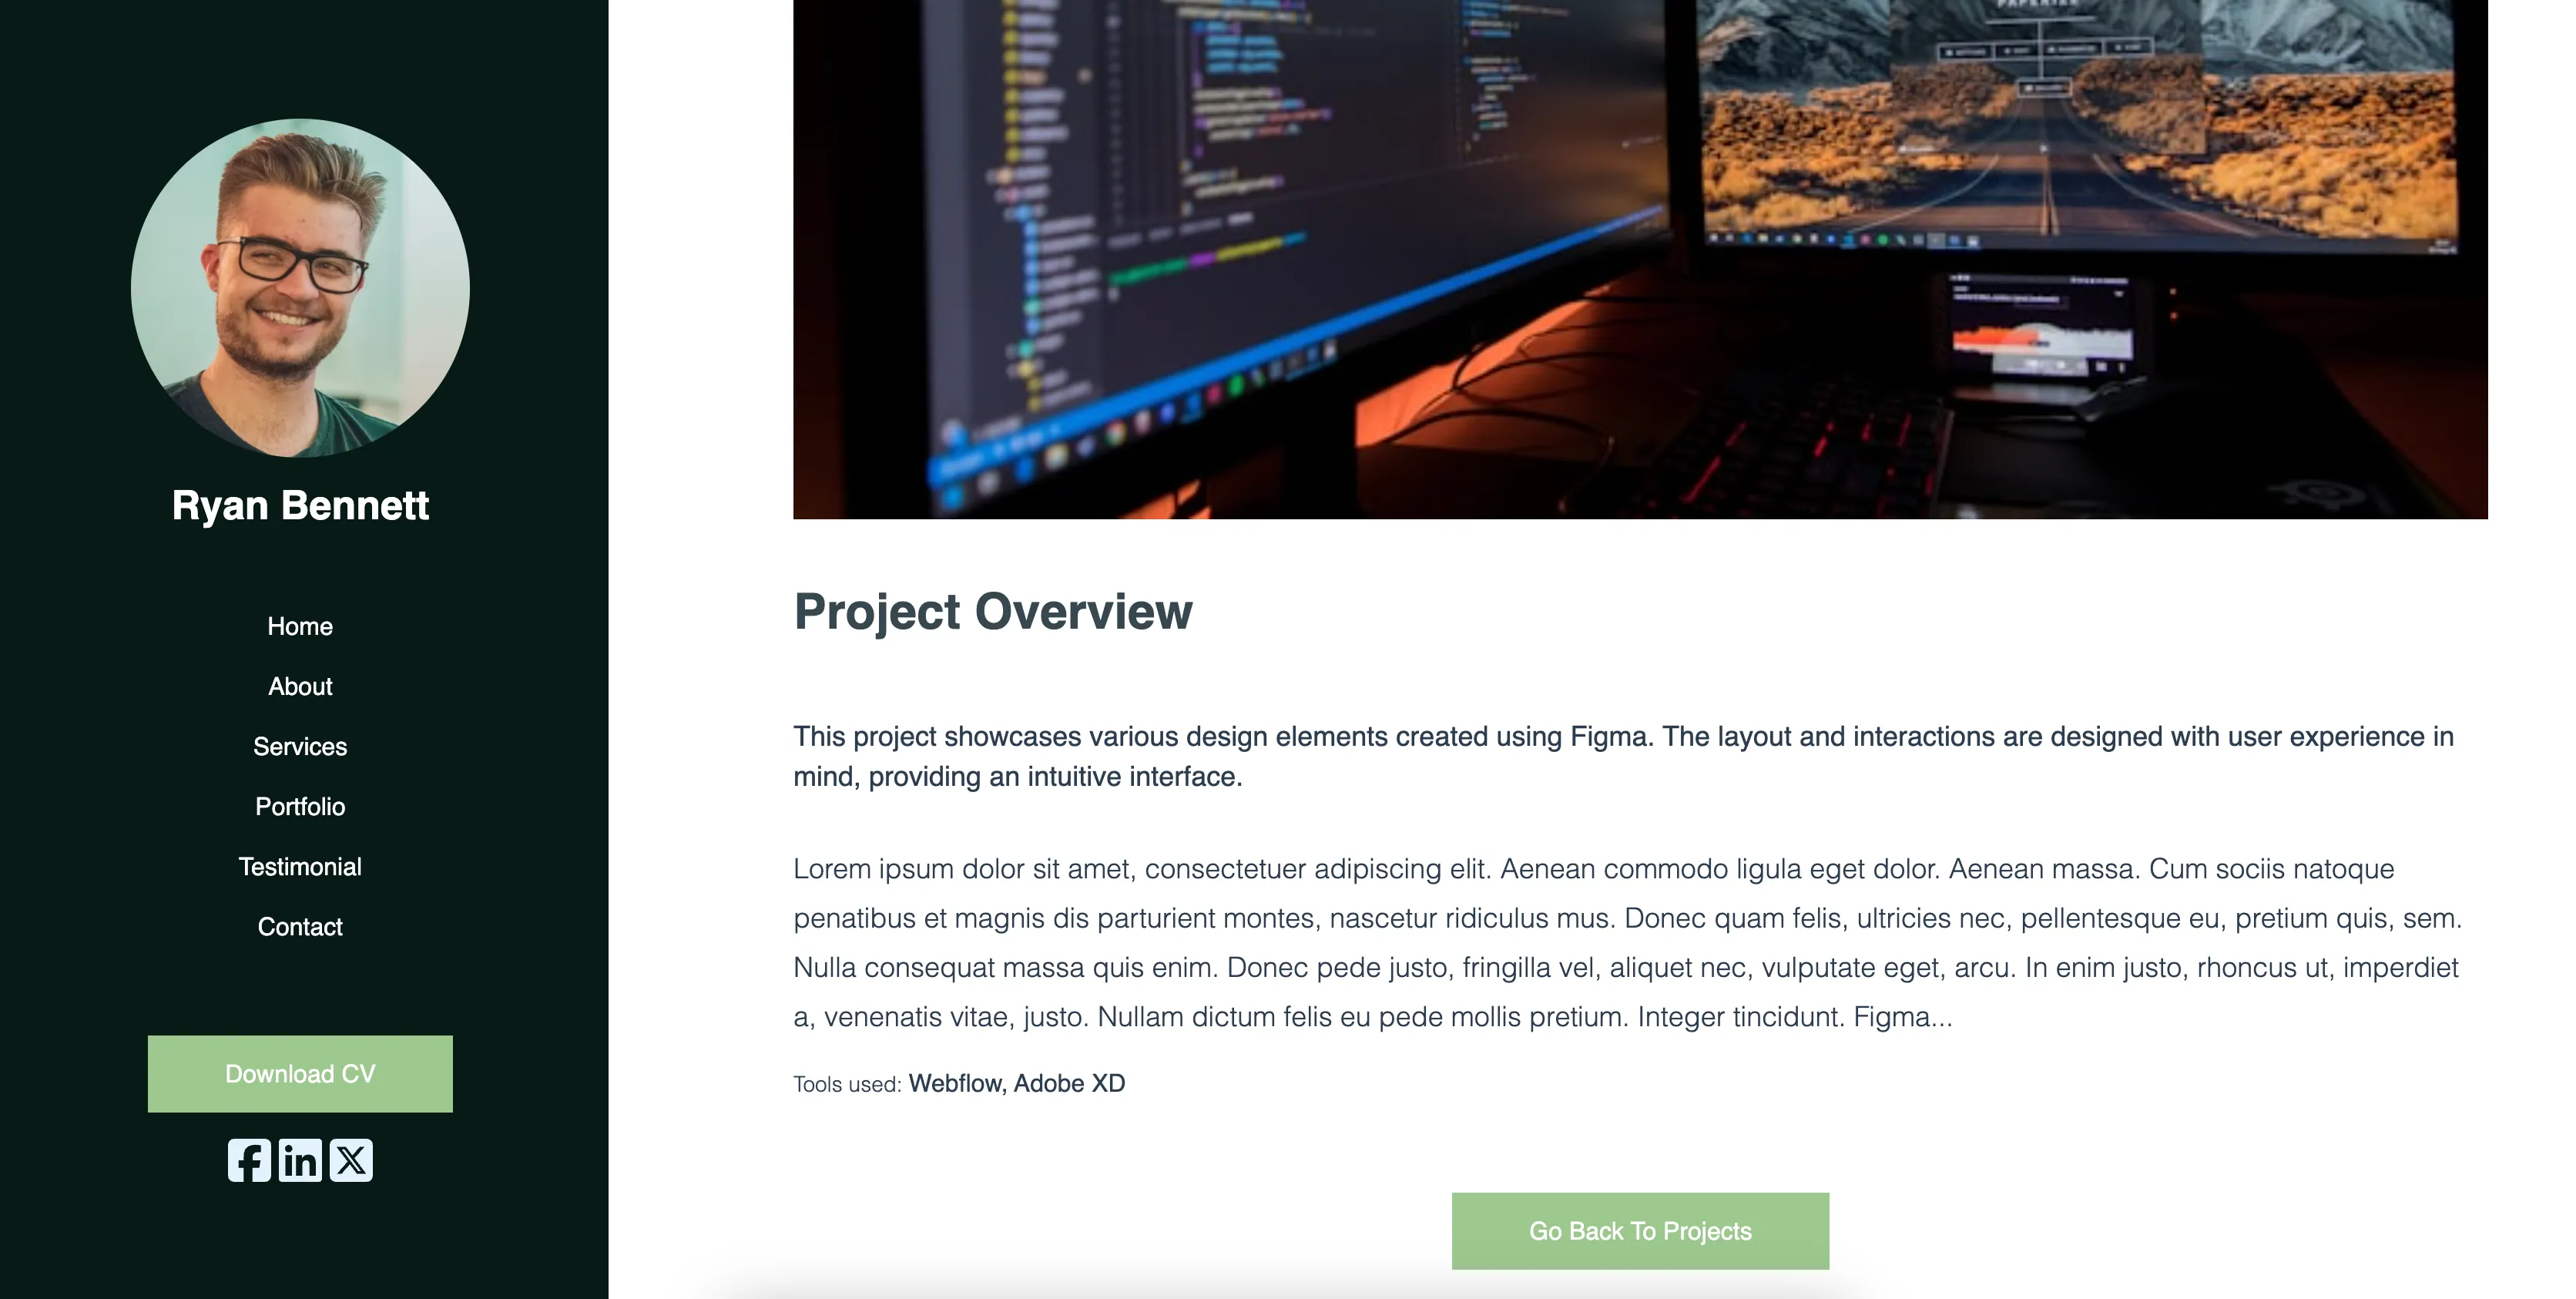 Ryan Bennett
Home
About
Services
Portfolio
Testimonial
Contact
Download CV
Project Overview
This project showcases various design elements created using Figma. The layout and interactions are designed with user experience in
mind, providing an intuitive interface.
Lorem ipsum dolor sit amet, consectetuer adipiscing elit. Aenean commodo ligula eget dolor. Aenean massa. Cum sociis natoque
penatibus et magnis dis parturient montes, nascetur ridiculus mus. Donec quam felis, ultricies nec, pellentesque eu, pretium quis, sem.
Nulla consequat massa quis enim. Donec pede justo, fringilla vel, aliquet nec, vulputate eget, arcu. In enim justo, rhoncus ut, imperdiet
a, venenatis vitae, justo. Nullam dictum felis eu pede mollis pretium. Integer tincidunt. Figma...
Tools used: Webflow, Adobe XD
Go Back To Projects